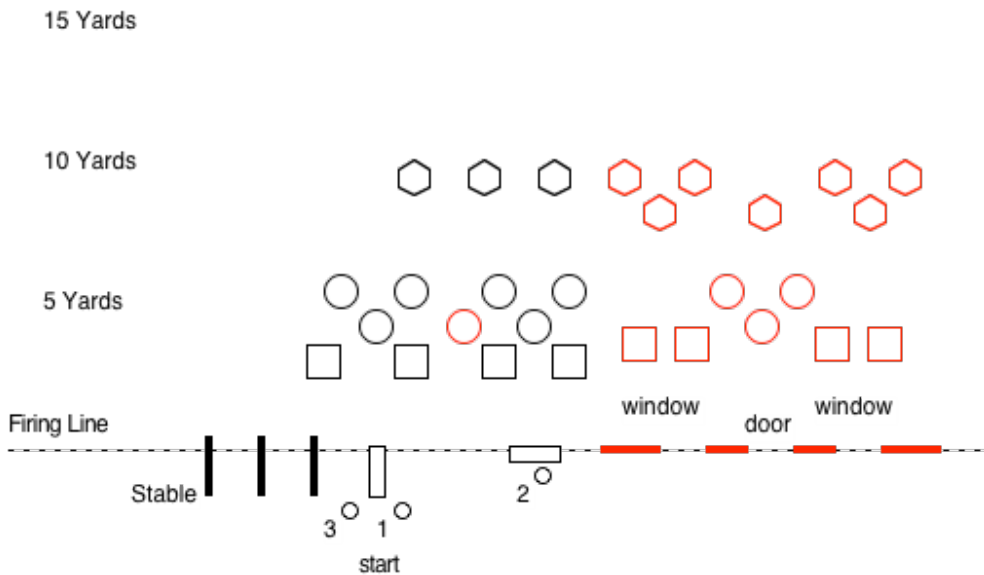 15 Yards
10 Yards
5 Yards
window
window
Firing Line
door
Stable
2
3
1
start